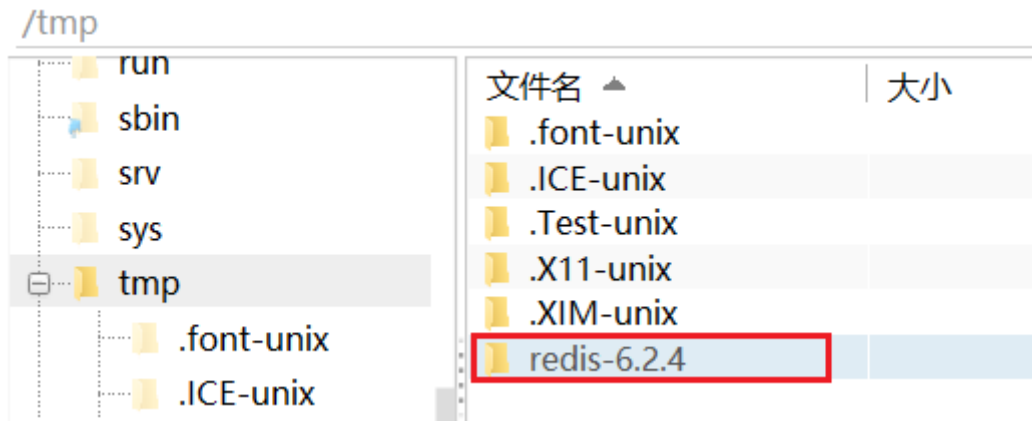 /tmp
run
sbin
srv
sys
tmp
.font-unix
.ICE-unix
文件名 大小
.font-unix
.ICE-unix
.Test-unix
.X11-unix
.XIM-unix
redis-6.2.4